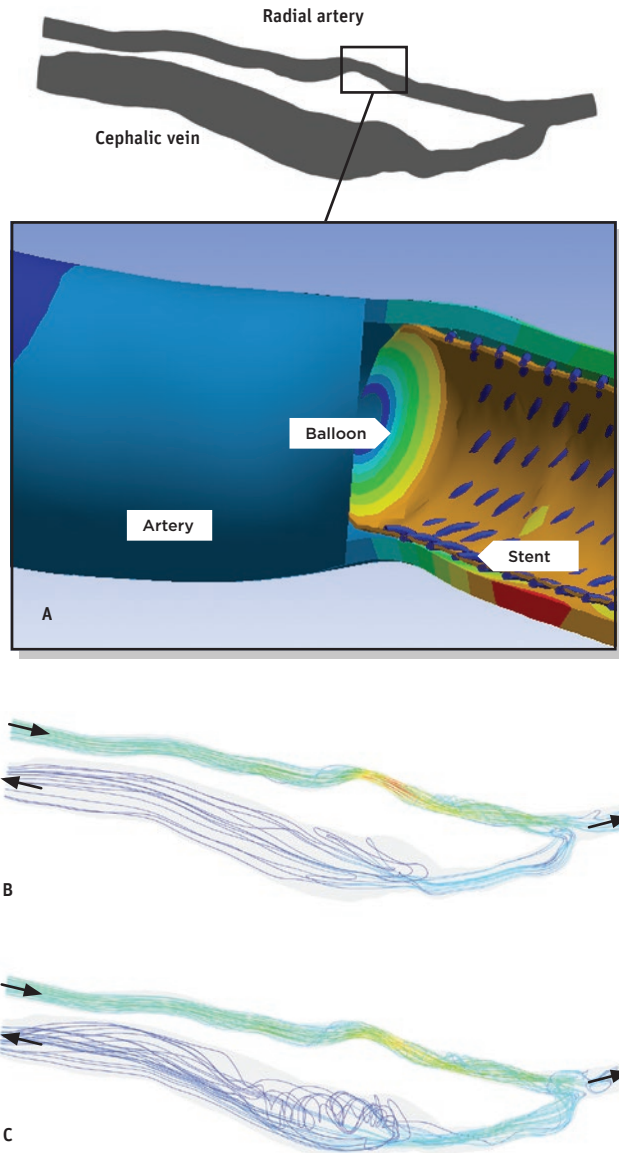 Radial artery
Cephalic vein
Balloon
Artery
Stent
A
B
C